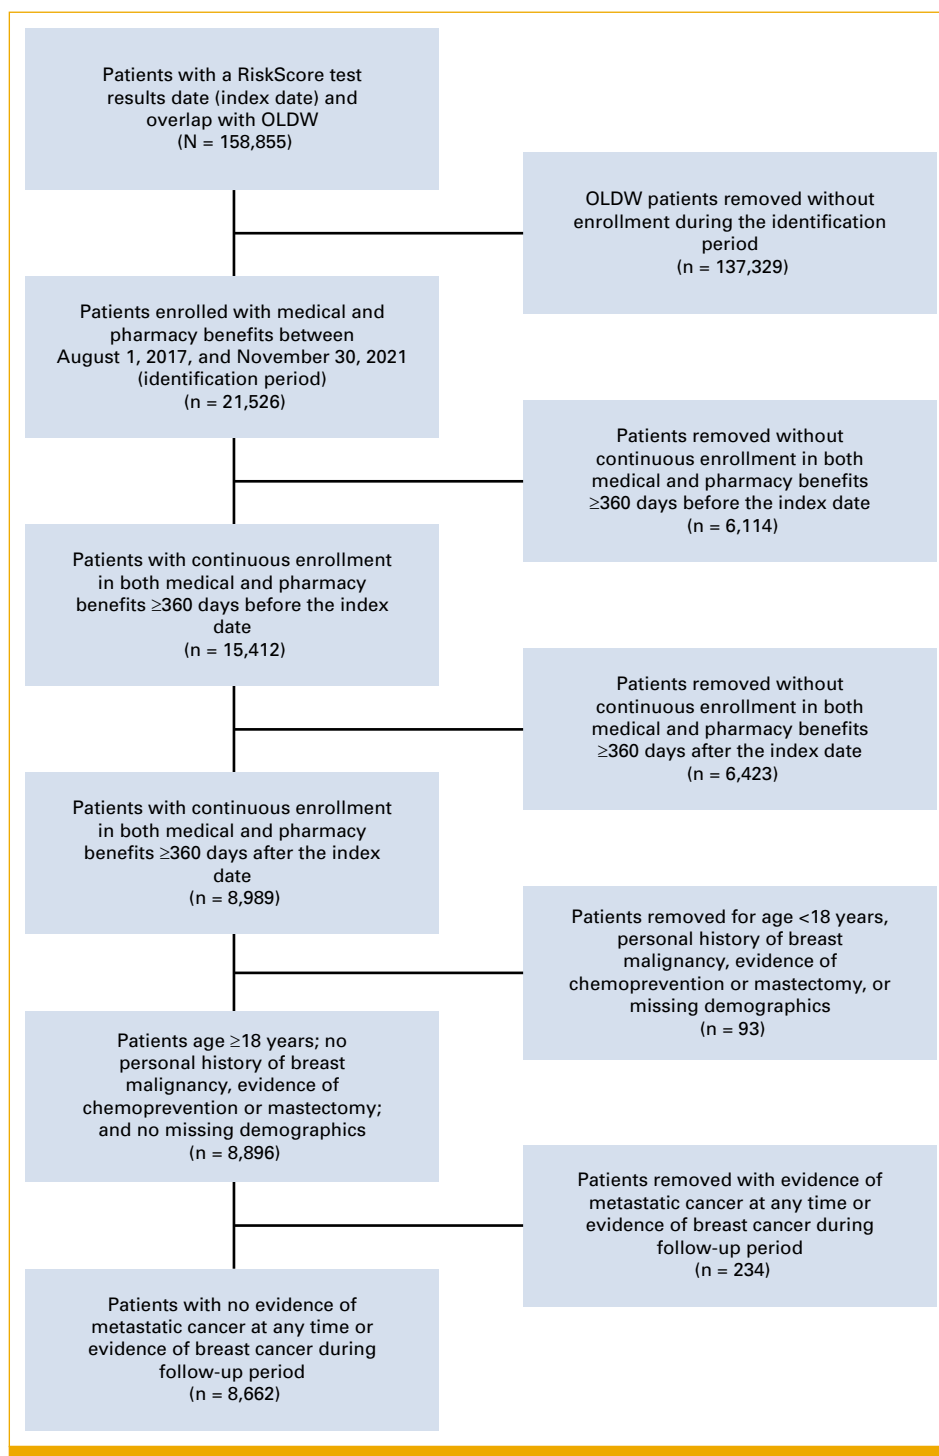 Patients with a RiskScore test
results date (index date) and
overlap with OLDW
(N = 158,855)
OLDW patients removed without
enrollment during the identification
period
(n = 137,329)
Patients enrolled with medical and
pharmacy benefits between
August 1, 2017, and November 30, 2021
(identification period)
(n = 21,526)
Patients removed without
continuous enrollment in both
medical and pharmacy benefits
≥360 days before the index date
(n = 6,114)
Patients with continuous enrollment
in both medical and pharmacy
benefits ≥360 days before the index
date
(n = 15,412)
Patients removed without
continuous enrollment in both
medical and pharmacy benefits
≥360 days after the index date
(n = 6,423)
Patients with continuous enrollment
in both medical and pharmacy
benefits ≥360 days after the index
date
(n = 8,989)
Patients removed for age <18 years,
personal history of breast
malignancy, evidence of
chemoprevention or mastectomy, or
missing demographics
(n = 93)
Patients age ≥18 years; no
personal history of breast
malignancy, evidence of
chemoprevention or mastectomy;
and no missing demographics
(n = 8,896)
Patients removed with evidence of
metastatic cancer at any time or
evidence of breast cancer during
follow-up period
(n = 234)
Patients with no evidence of
metastatic cancer at any time or
evidence of breast cancer during
follow-up period
(n = 8,662)